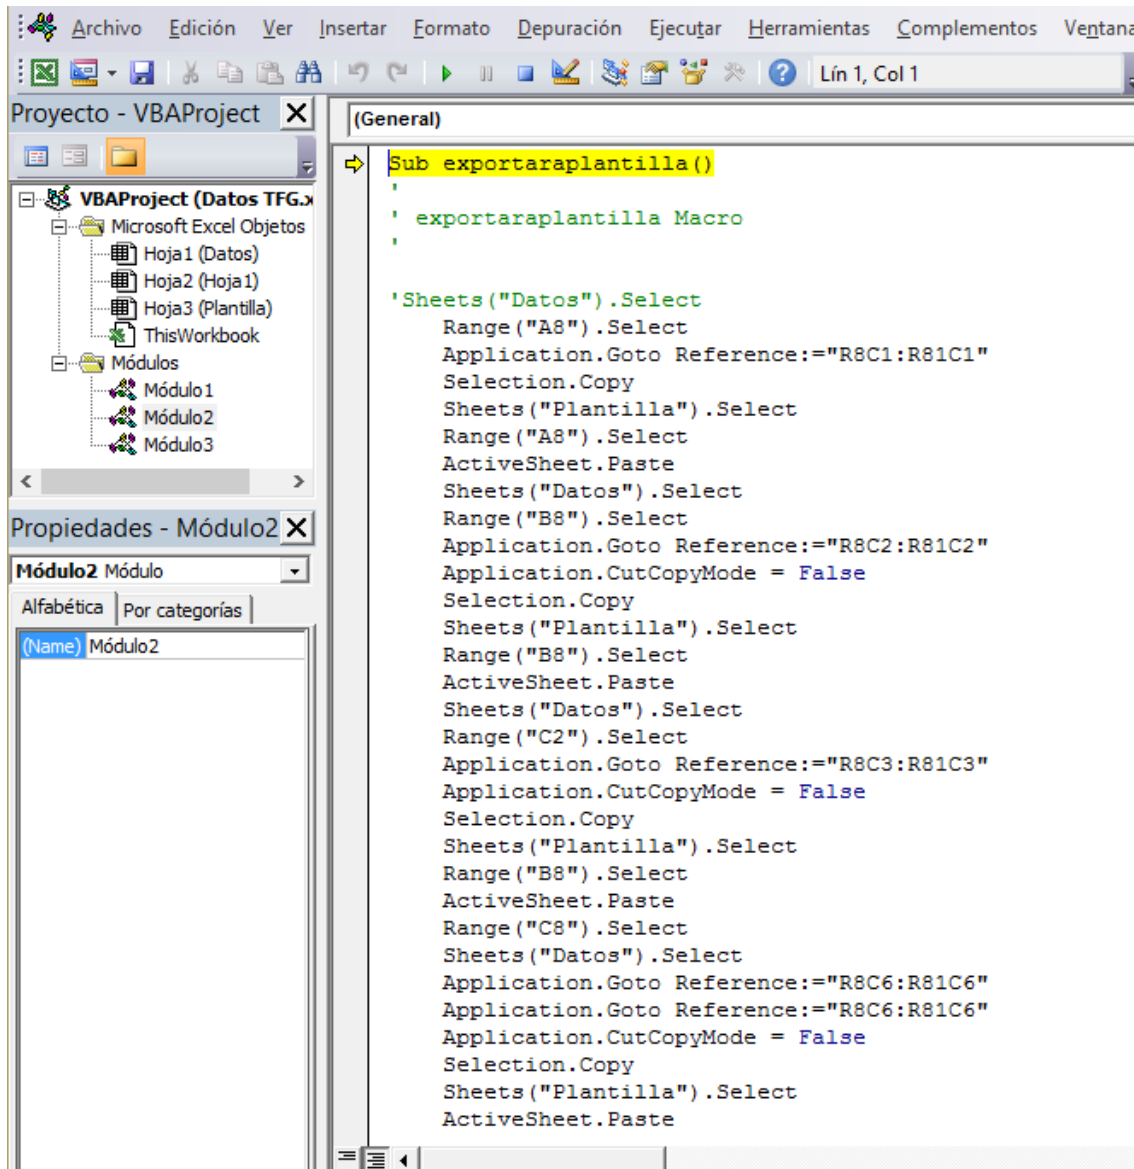 Archivo Edición Ver Insertar Formato Depuración Ejecutar Herramientas Complementos Ventana
Lín 1, Col 1
Proyecto - VBAProject
VBAProject (Datos TFG.x
Microsoft Excel Objetos
Hoja1 (Datos)
Hoja2 (Hoja1)
Hoja3 (Plantilla)
ThisWorkbook
Módulos
Módulo1
Módulo2
Módulo3
Propiedades - Módulo2
Módulo2 Módulo
Alfabética Por categorías
(Name) Módulo2
(General)
Sub exportaraplantilla()
'
' exportaraplantilla Macro
'
'Sheets("Datos").Select
Range("A8").Select
Application.Goto Reference:="R8C1:R81C1"
Selection.Copy
Sheets("Plantilla").Select
Range("A8").Select
ActiveSheet.Paste
Sheets("Datos").Select
Range("B8").Select
Application.Goto Reference:="R8C2:R81C2"
Application.CutCopyMode = False
Selection.Copy
Sheets("Plantilla").Select
Range("B8").Select
ActiveSheet.Paste
Sheets("Datos").Select
Range("C2").Select
Application.Goto Reference:="R8C3:R81C3"
Application.CutCopyMode = False
Selection.Copy
Sheets("Plantilla").Select
Range("B8").Select
ActiveSheet.Paste
Range("C8").Select
Sheets("Datos").Select
Application.Goto Reference:="R8C6:R81C6"
Application.Goto Reference:="R8C6:R81C6"
Application.CutCopyMode = False
Selection.Copy
Sheets("Plantilla").Select
ActiveSheet.Paste